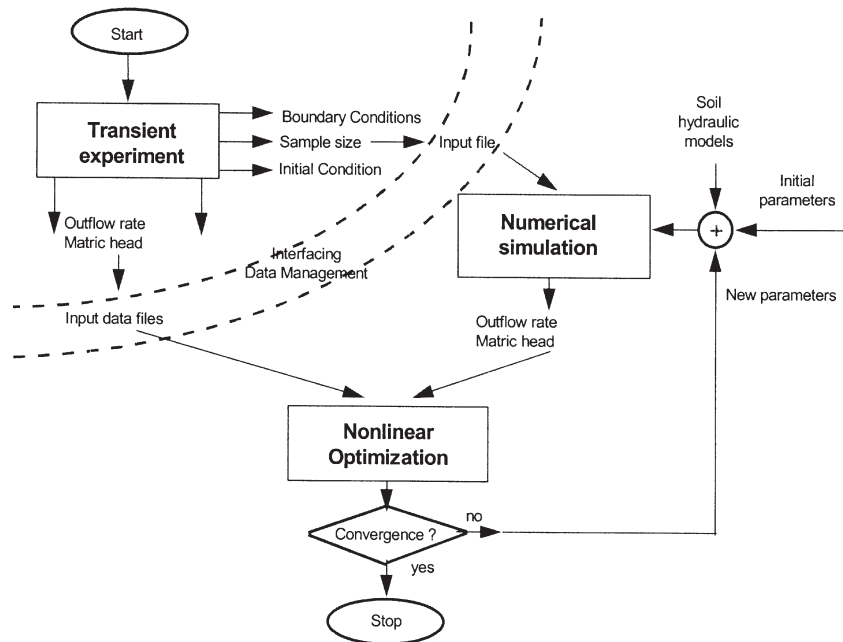 Start
Transient
experiment
Boundary Conditions
Sample size
Initial Condition
Input file
Soil
hydraulic
models
Initial
parameters
Numerical
simulation
+
Outflow rate
Matric head
Interfacing
Data Management
New parameters
Input data files
Outflow rate
Matric head
Nonlinear
Optimization
Convergence ?
no
yes
Stop